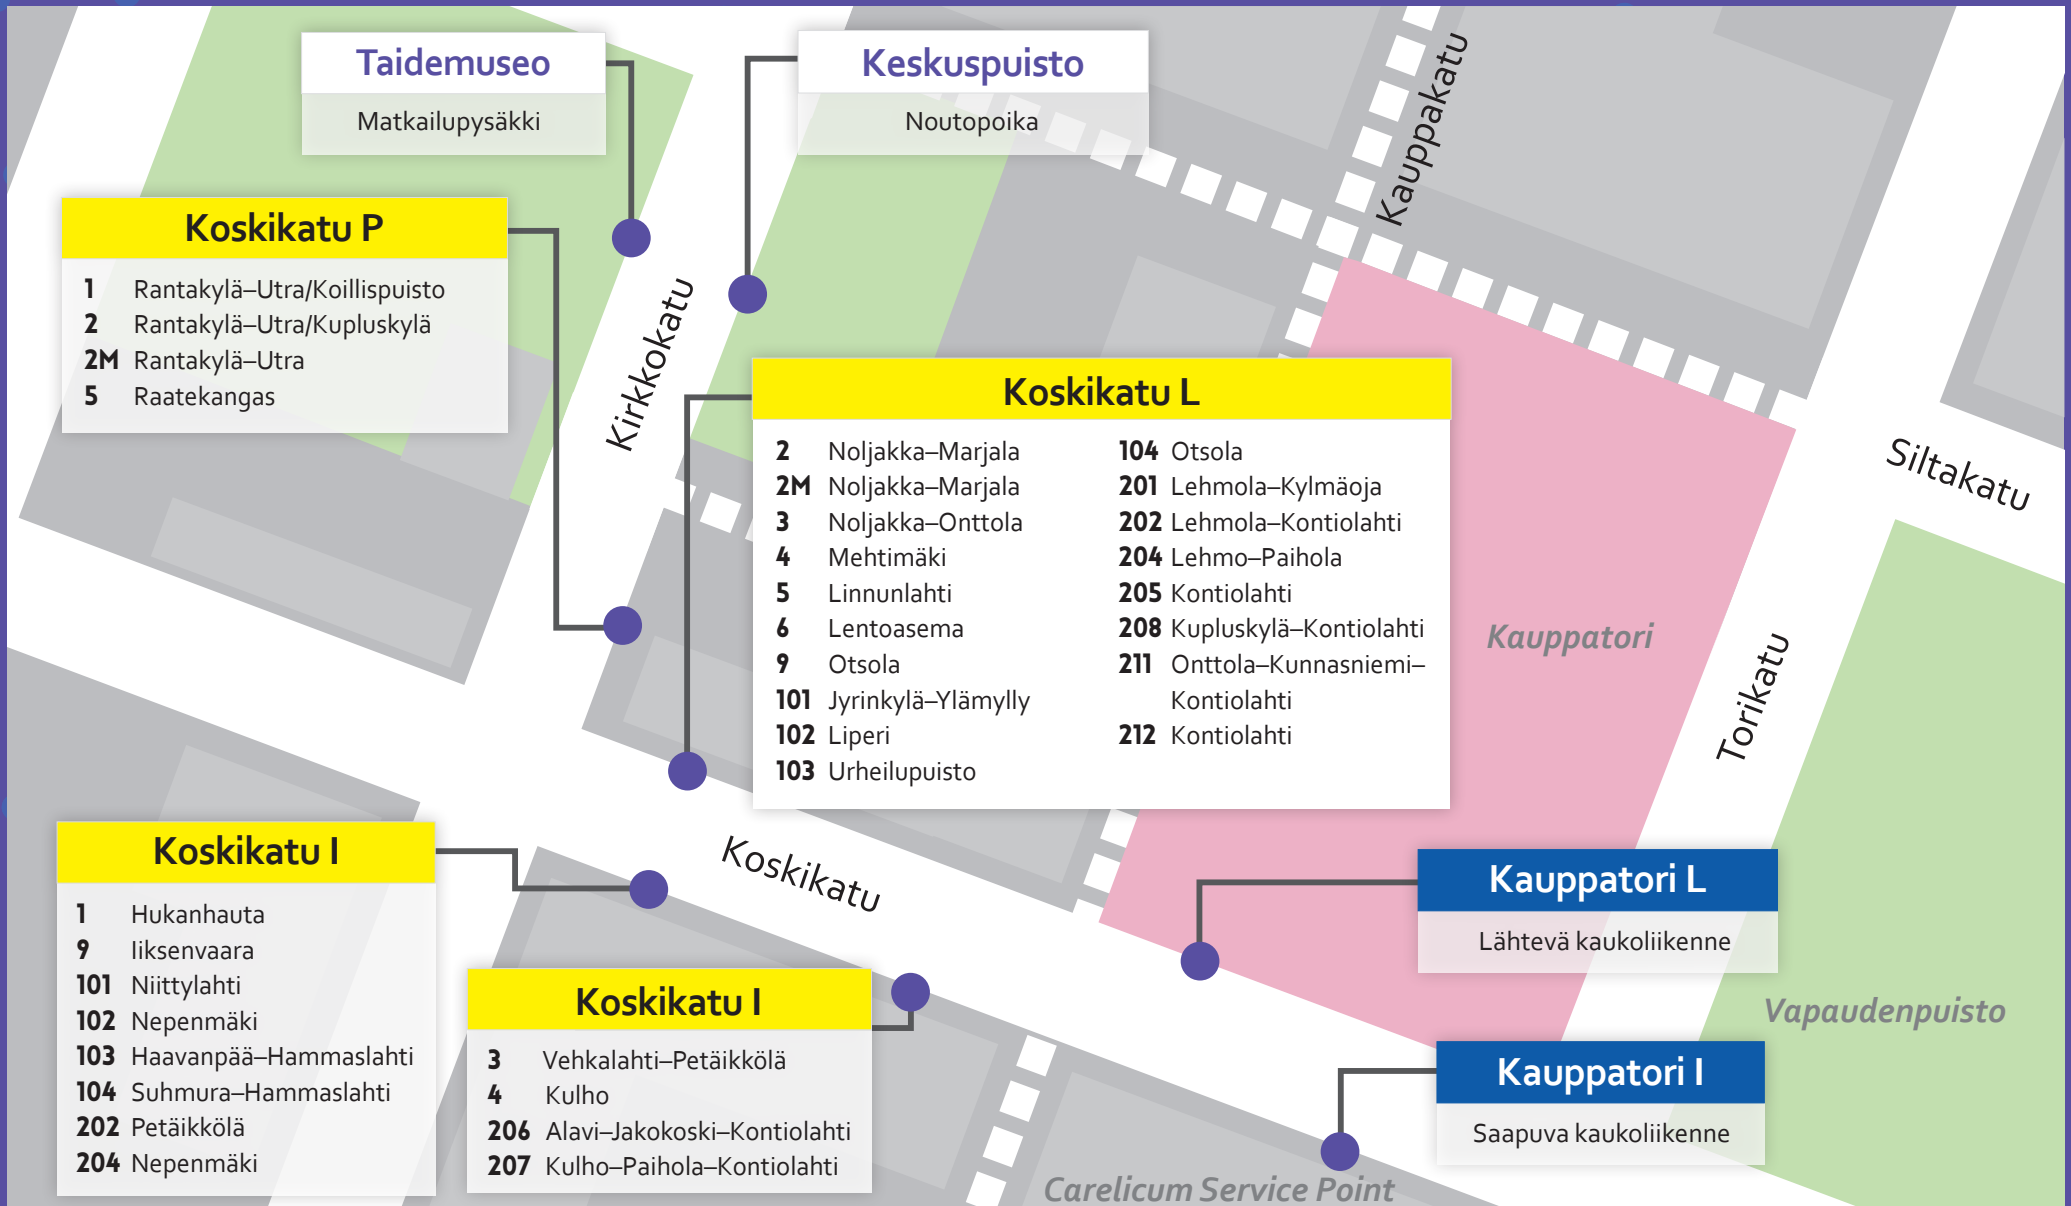 Taidemuseo
Matkailupysäkki
Keskuspuisto
Noutopoika
Kauppakatu
Koskikatu P
1 Rantakylä–Utra/Koillispuisto
2 Rantakylä–Utra/Kupluskylä
2M Rantakylä–Utra
5 Raatekangas
Kirkkokatu
Koskikatu L
2 Noljakka–Marjala
2M Noljakka–Marjala
3 Noljakka–Onttola
4 Mehtimäki
5 Linnunlahti
6 Lentoasema
9 Otsola
101 Jyrinkylä–Ylämylly
102 Liperi
103 Urheilupuisto
104 Otsola
201 Lehmola–Kylmäoja
202 Lehmola–Kontiolahti
204 Lehmo–Paihola
205 Kontiolahti
208 Kupluskylä–Kontiolahti
211 Onttola–Kunnasniemi–
Kontiolahti
212 Kontiolahti
Siltakatu
Kauppatori
Torikatu
Koskikatu I
1 Hukanhauta
9 Iiksenvaara
101 Niittylahti
102 Nepenmäki
103 Haavanpää–Hammaslahti
104 Suhmura–Hammaslahti
202 Petäikkölä
204 Nepenmäki
Koskikatu
Koskikatu I
3 Vehkalahti–Petäikkölä
4 Kulho
206 Alavi–Jakokoski–Kontiolahti
207 Kulho–Paihola–Kontiolahti
Kauppatori L
Lähtevä kaukoliikenne
Vapaudenpuisto
Kauppatori I
Saapuva kaukoliikenne
Carelicum Service Point